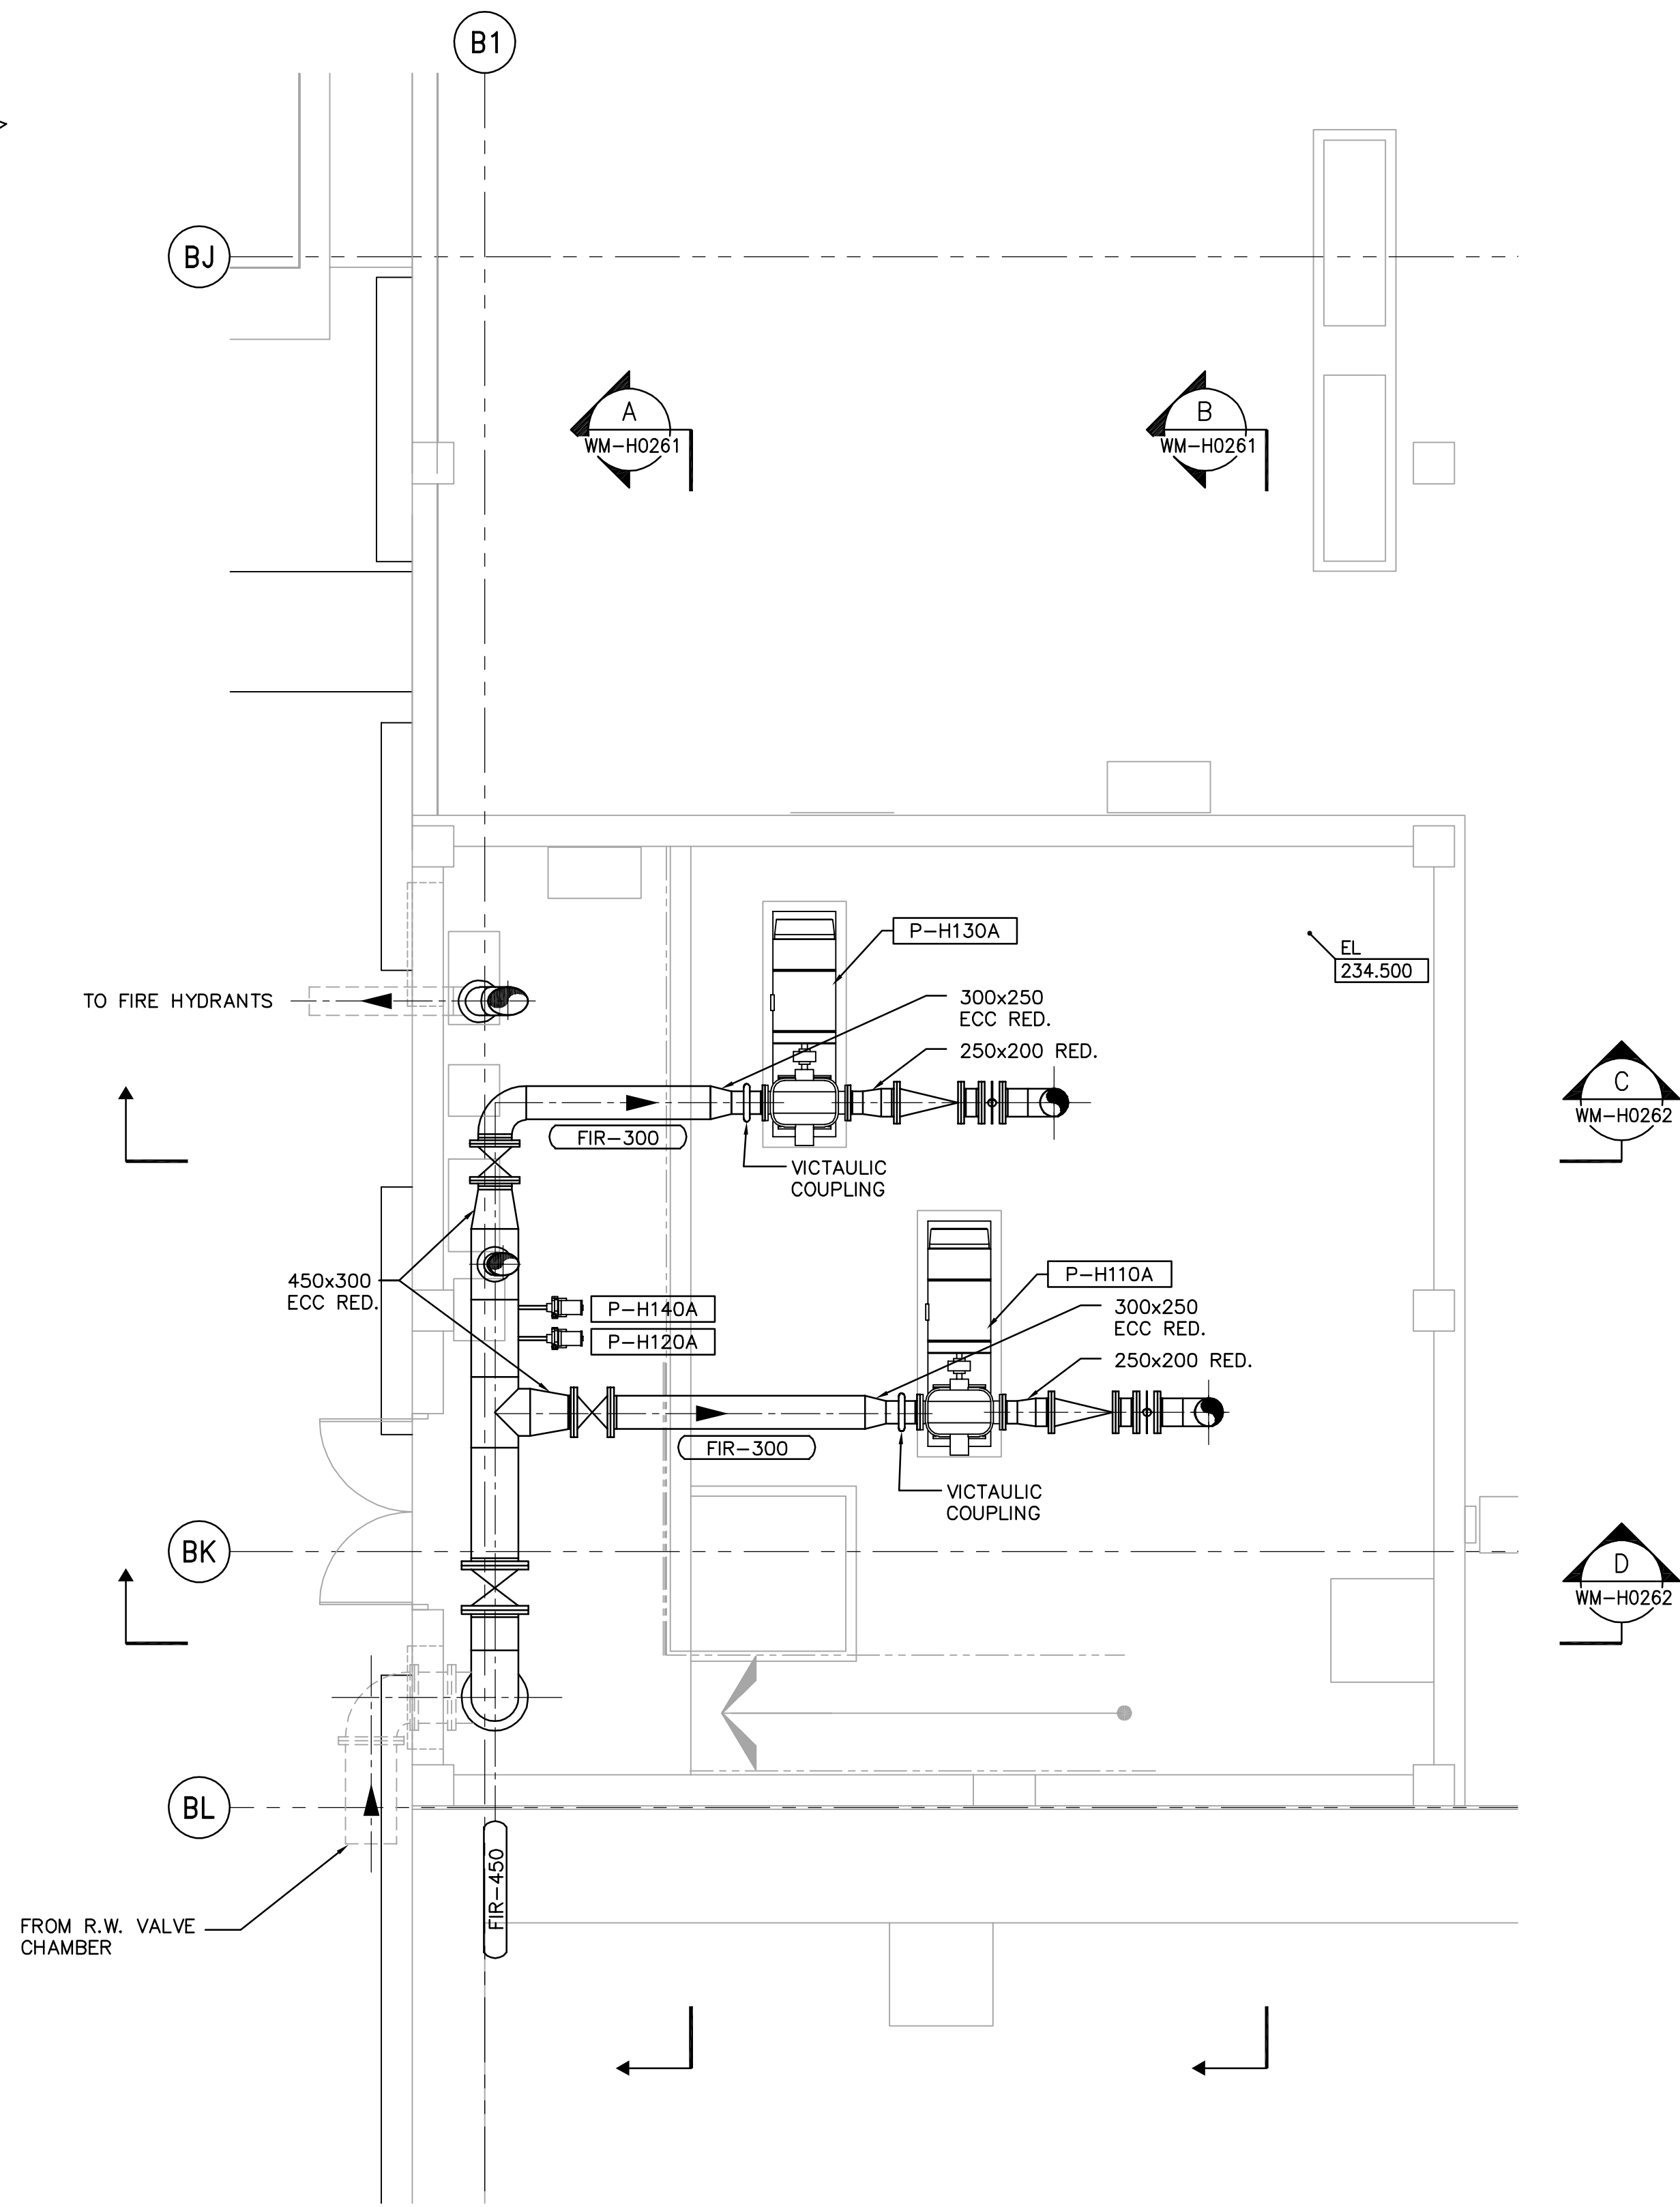 B1
BJ
A
WM-H0261
B
WM-H0261
P-H130A
EL
234.500
TO FIRE HYDRANTS
300x250
ECC RED.
250x200 RED.
C
WM-H0262
FIR-300
VICTAULIC
COUPLING
450x300
ECC RED.
P-H110A
P-H140A
P-H120A
300x250
ECC RED.
250x200 RED.
FIR-300
VICTAULIC
COUPLING
BK
D
WM-H0262
BL
FIR-450
FROM R.W. VALVE
CHAMBER